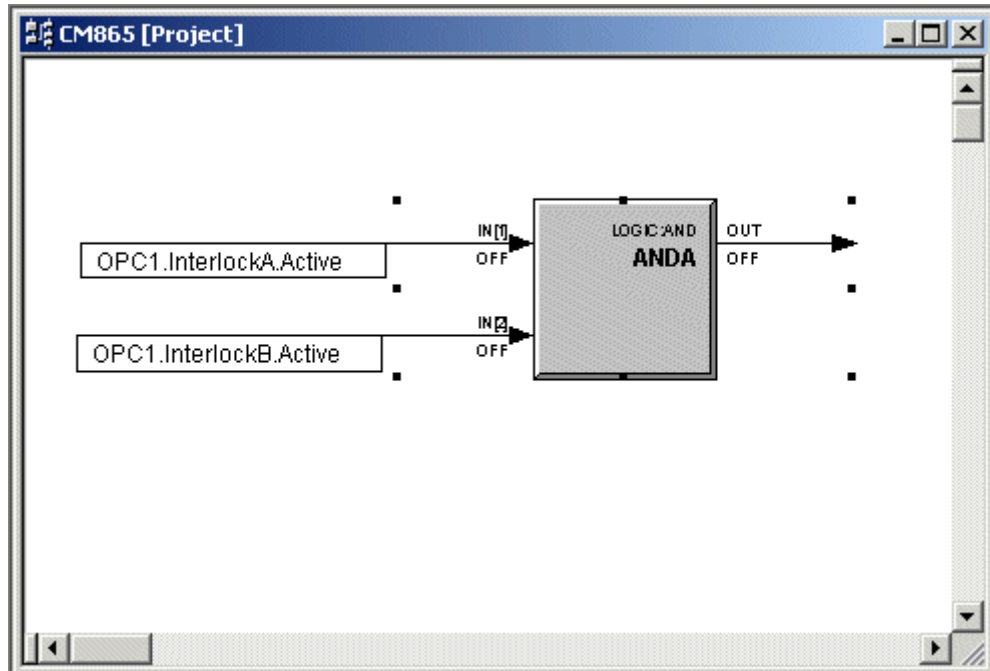 CM865 [Project]
IN[1]
LOGIC:AND
OUT
OPC1.InterlockA.Active
OFF
ANDA
OFF
IN[2]
OPC1.InterlockB.Active
OFF